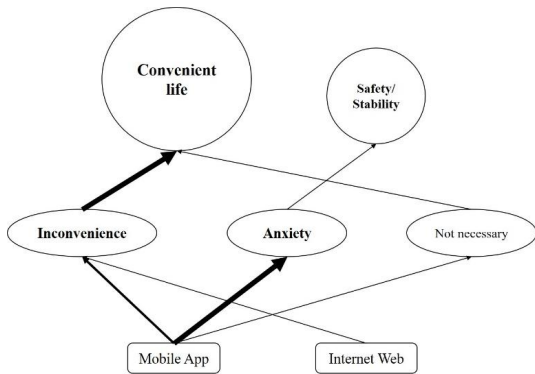 Convenient
life
Safety/
Stability
Inconvenience
Anxiety
Not necessary
Mobile App
Internet Web